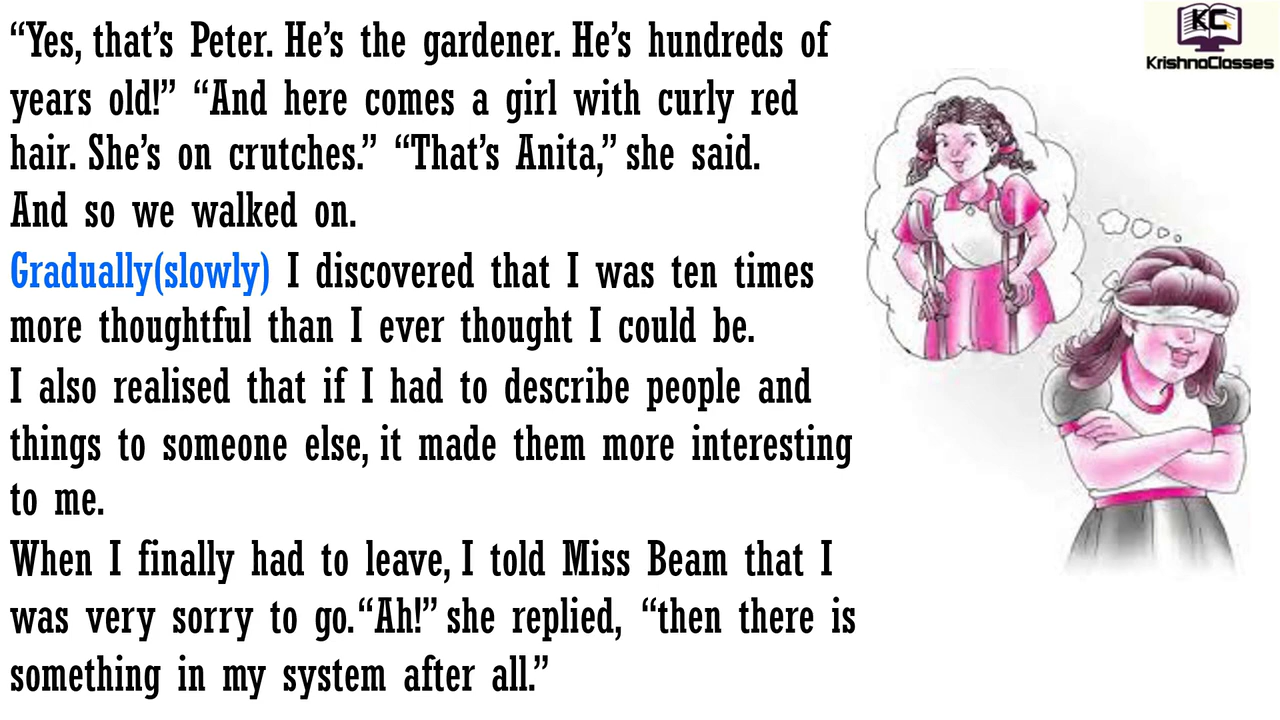 “Yes, that’s Peter. He’s the gardener. He’s hundreds of
years old!” “And here comes a girl with curly red
hair. She’s on crutches.” “That’s Anita,” she said.
And so we walked on.
Gradually(slowly) I discovered that I was ten times
more thoughtful than I ever thought I could be.
I also realised that if I had to describe people and
things to someone else, it made them more interesting
to me.
When I finally had to leave, I told Miss Beam that I
was very sorry to go.“Ah!” she replied, “then there is
something in my system after all.”
KC
KrishnaClasses